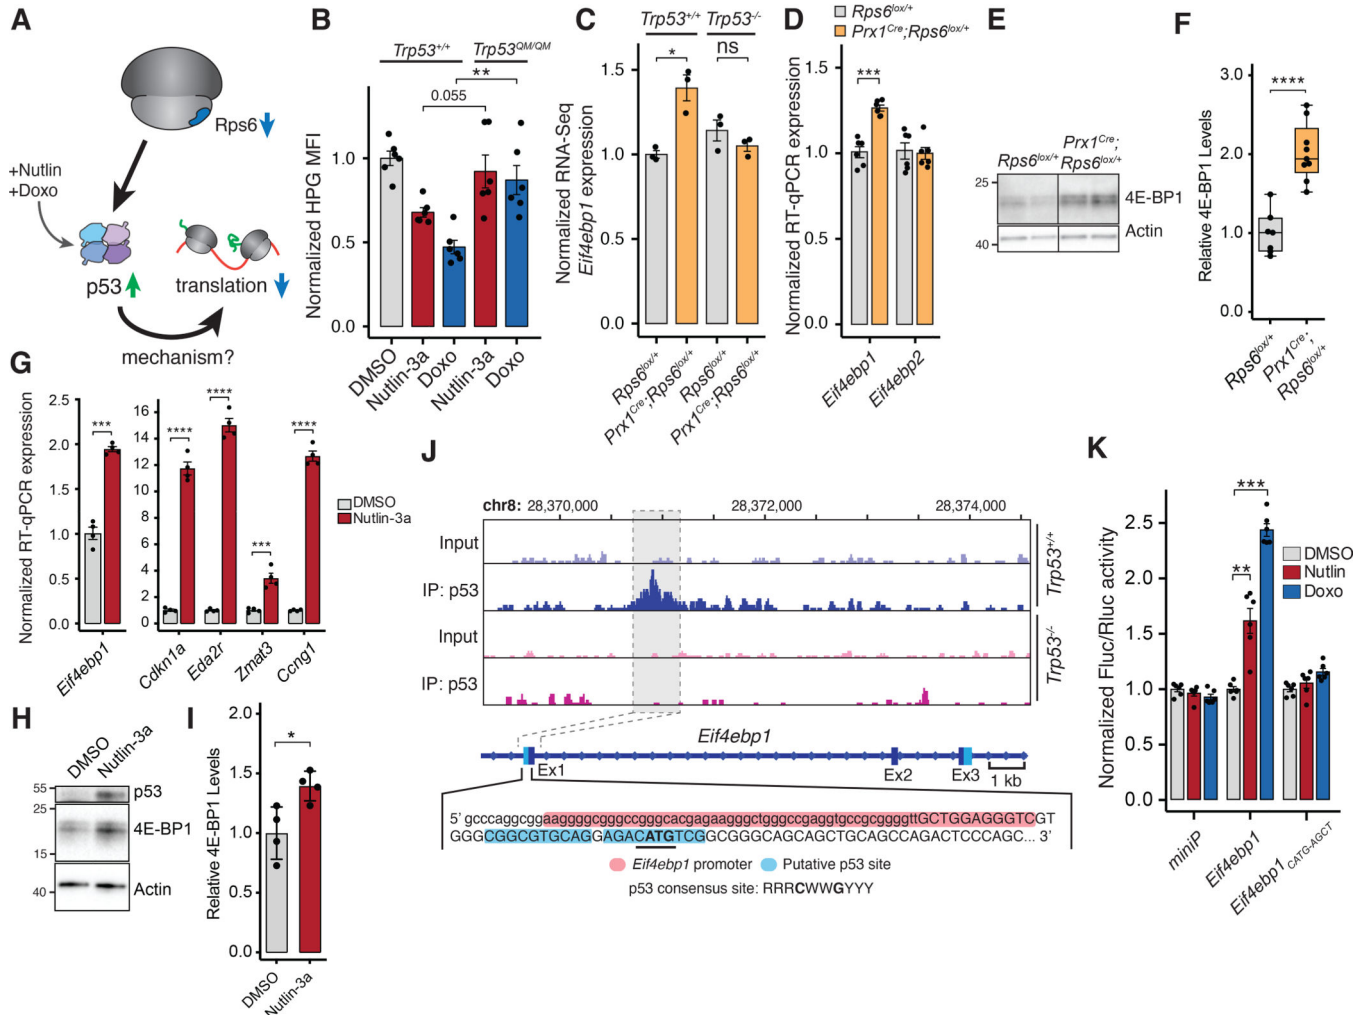 A
Rps6
+Nutlin
+Doxo
p53
translation
mechanism?
B
Trp53+/+
Trp53QM/QM
**
0.055
Normalized HPG MFI
1.0
0.5
0.0
DMSO
Nutlin-3a
Doxo
Nutlin-3a
Doxo
C
Trp53+/+
Trp53-/-
*
ns
Normalized RNA-Seq
Eif4ebp1 expression
1.5
1.0
0.5
0.0
Rps6lox/+
Prx1Cre;Rps6lox/+
Rps6lox/+
Prx1Cre;Rps6lox/+
D
Rps6lox/+
Prx1Cre;Rps6lox/+
***
Normalized RT-qPCR expression
1.5
1.0
0.5
0.0
Eif4ebp1
Eif4ebp2
E
Rps6lox/+
Prx1Cre;
Rps6lox/+
25
4E-BP1
Actin
40
F
****
Relative 4E-BP1 Levels
3.0
2.0
1.0
0.0
Rps6lox/+
Prx1Cre;
Rps6lox/+
G
Normalized RT-qPCR expression
2.5
2.0
1.5
1.0
0.5
0.0
***
Eif4ebp1
16
14
12
10
8
6
4
2
0
****
****
***
****
Cdkn1a
Eda2r
Zmat3
Ccng1
DMSO
Nutlin-3a
H
DMSO
Nutlin-3a
55
p53
25
4E-BP1
15
40
Actin
I
*
Relative 4E-BP1 Levels
2.0
1.5
1.0
0.5
0.0
DMSO
Nutlin-3a
J
chr8: 28,370,000 28,372,000 28,374,000
Input
IP: p53
Trp53+/+
Input
IP: p53
Trp53-/-
Eif4ebp1
Ex1
Ex2
Ex3
1 kb
5' gcccaggcggaaggggcgggccgggcacgagaagggctgggccgaggtgccgcggggttGCTGGAGGGTCGT
GGGCGGCGTGCAGGAGACATGTCGGCGGGCAGCAGCTGCAGCCAGACTCCCAGC... 3'
Eif4ebp1 promoter
Putative p53 site
p53 consensus site: RRRCWWGYYY
K
Normalized Fluc/Rluc activity
2.5
2.0
1.5
1.0
0.5
0.0
***
**
DMSO
Nutlin
Doxo
miniP
Eif4ebp1
Eif4ebp1CATG-AGCT